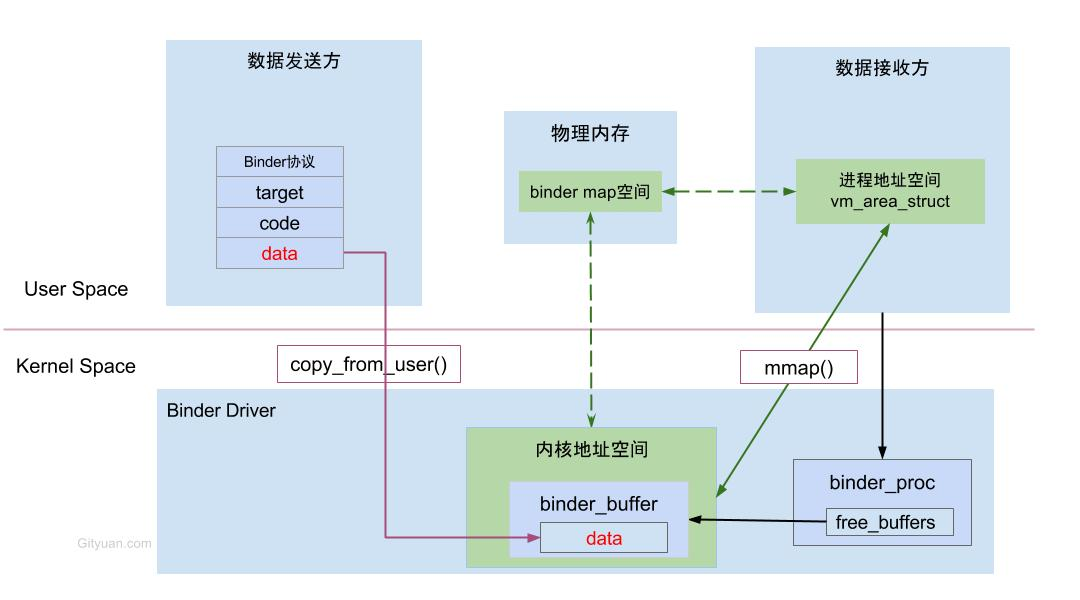 数据发送方
Binder协议
target
code
data
物理内存
binder map空间
数据接收方
进程地址空间
vm_area_struct
User Space
Kernel Space
copy_from_user()
mmap()
Binder Driver
内核地址空间
binder_buffer
data
binder_proc
free_buffers
Gityuan.com